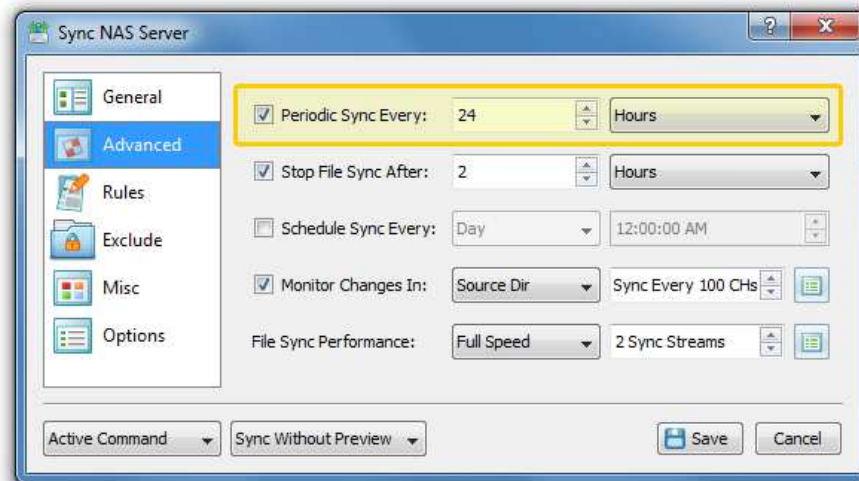 Sync NAS Server
General
Advanced
Rules
Exclude
Misc
Options
Periodic Sync Every: 24 Hours
Stop File Sync After: 2 Hours
Schedule Sync Every: Day 12:00:00 AM
Monitor Changes In: Source Dir Sync Every 100 CHs
File Sync Performance: Full Speed 2 Sync Streams
Active Command Sync Without Preview Save Cancel